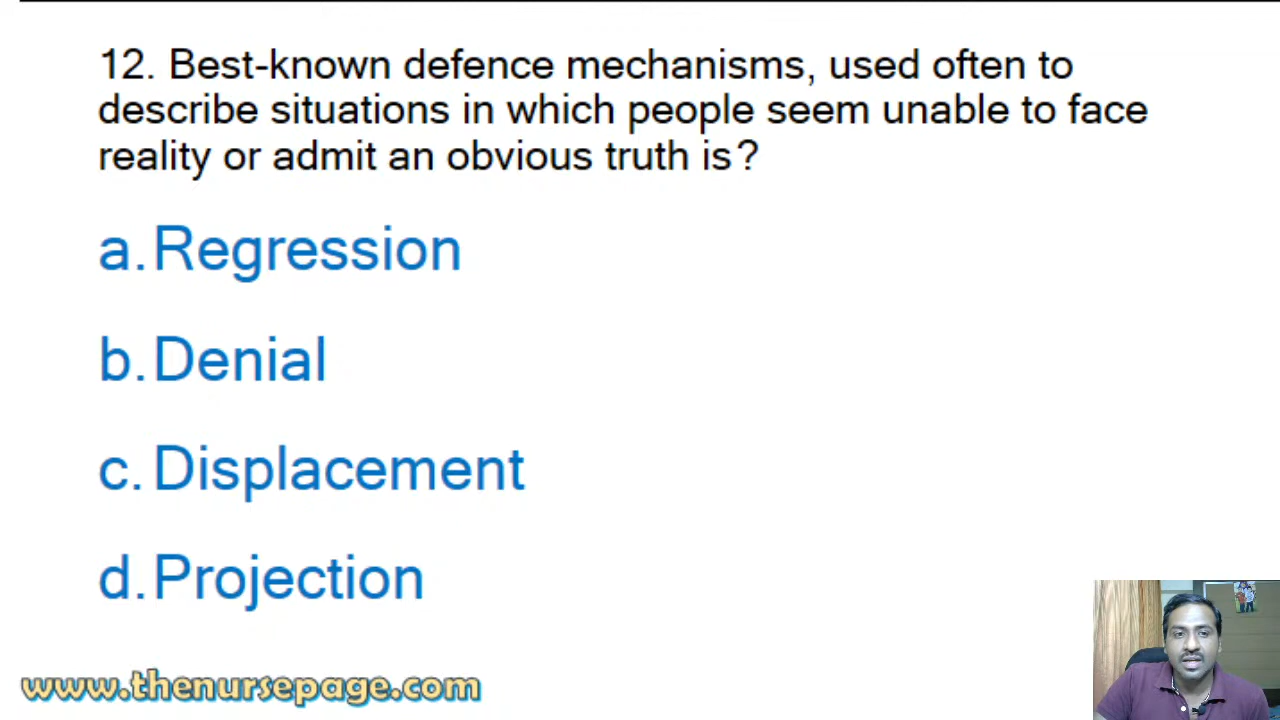 12. Best-known defence mechanisms, used often to
describe situations in which people seem unable to face
reality or admit an obvious truth is?
a. Regression
b. Denial
c. Displacement
d. Projection
www.thenursepage.com